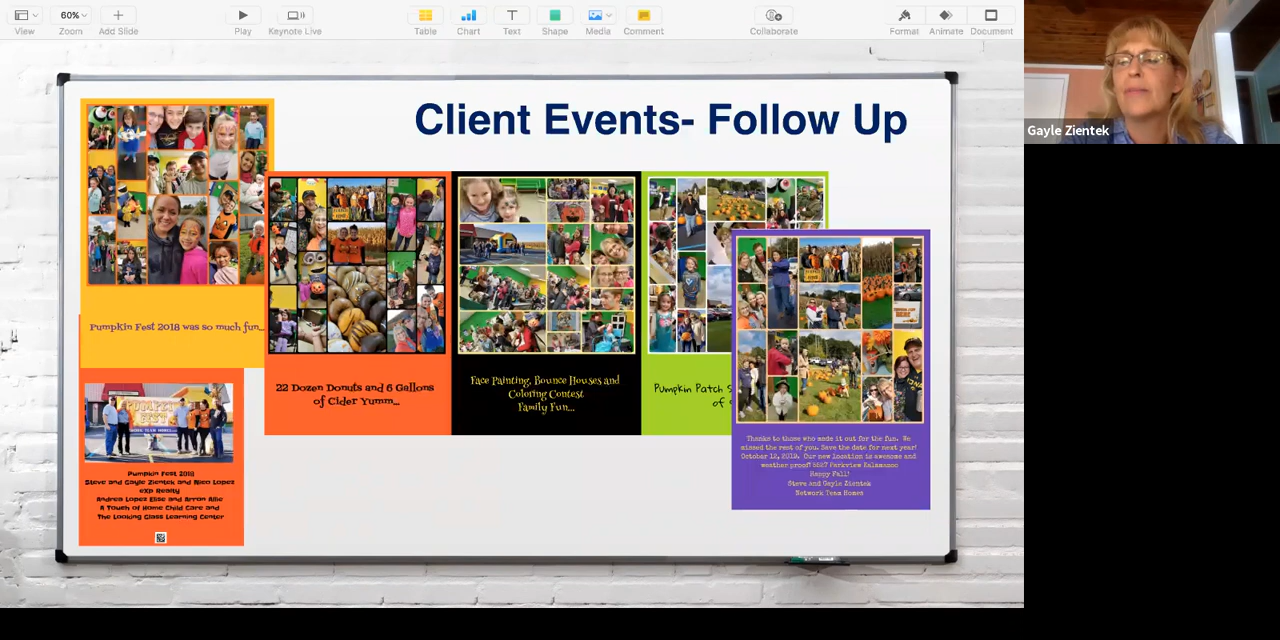 View
60%
Zoom
Add Slide
Play
Keynote Live
Table
Chart
Text
Shape
Media
Comment
Collaborate
Format
Animate
Document
Gayle Zientek
Client Events- Follow Up
Pumpkin Fest 2018 was so much fun...
22 Dozen Donuts and 6 Gallons
of Cider Yumm...
Face Painting, Bounce Houses and
Coloring Contest
Family Fun...
Pumpkin Patch S
of
Pumpkin Fest 2018
Steve and Gayle Zientek and Nico Lopez
eXp Realty
Andrea Lopez Elise and Arron Allie
A Touch of Home Child Care and
The Looking Glass Learning Center
Thanks to those who made it out for the fun. We
missed the rest of you. Save the date for next year!
October 12, 2019. Our new location is awesome and
weather proof! 5227 Parkview Kalamazoo
Happy Fall!
Steve and Gayle Zientek
Network Team Homes